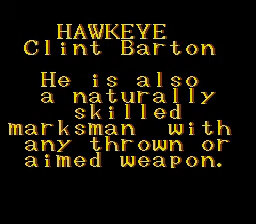 HAWKEYE
Clint Barton
He is also
a naturally
skilled
marksman with
any thrown or
aimed weapon.